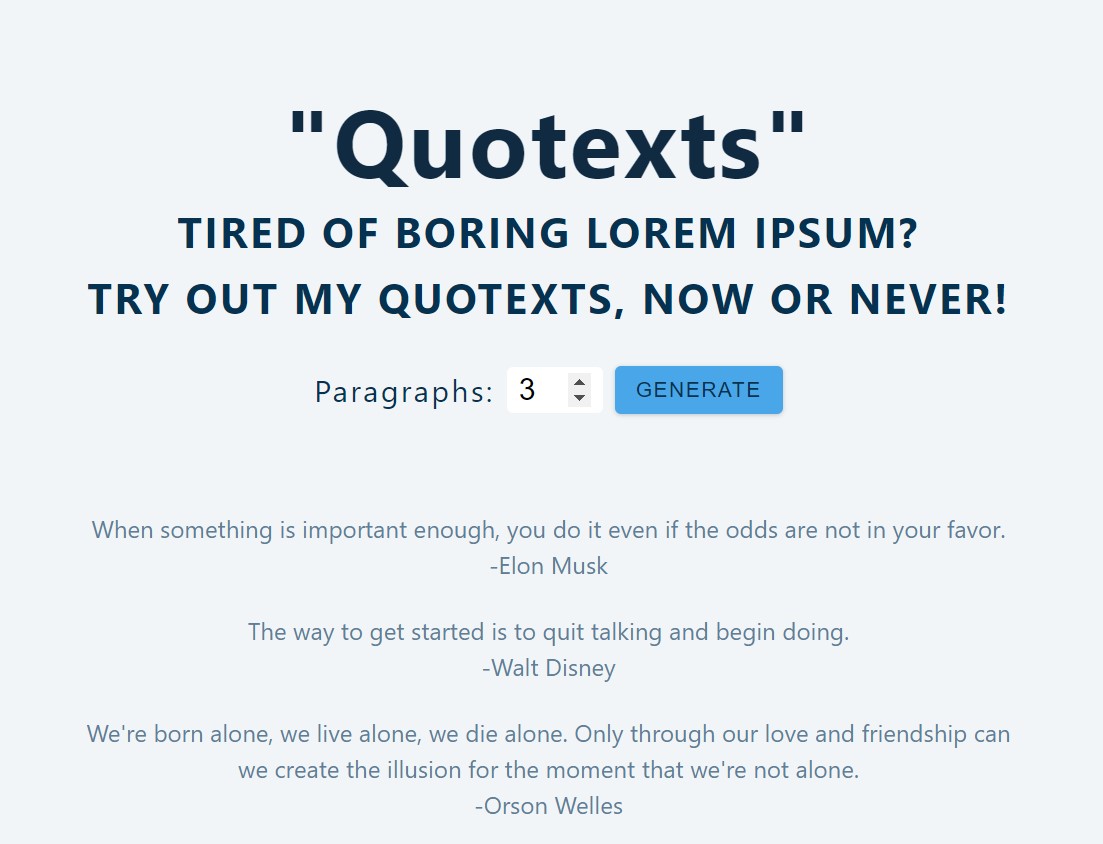 "Quotexts"
TIRED OF BORING LOREM IPSUM?
TRY OUT MY QUOTEXTS, NOW OR NEVER!
Paragraphs: 3 GENERATE
When something is important enough, you do it even if the odds are not in your favor.
-Elon Musk
The way to get started is to quit talking and begin doing.
-Walt Disney
We're born alone, we live alone, we die alone. Only through our love and friendship can
we create the illusion for the moment that we're not alone.
-Orson Welles